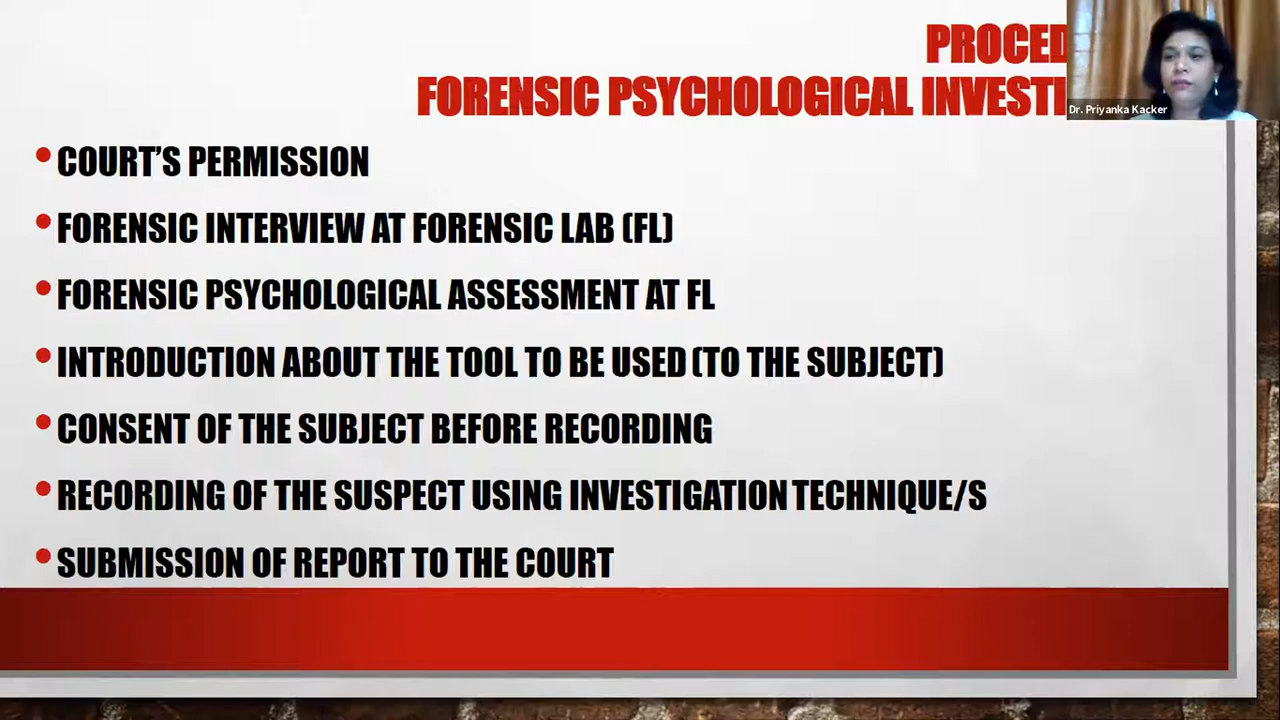 FORENSIC PSYCHOLOGICAL
Dr. Priyanka Kacker
• COURT'S PERMISSION
• FORENSIC INTERVIEW AT FORENSIC LAB (FL)
• FORENSIC PSYCHOLOGICAL ASSESSMENT AT FL
• INTRODUCTION ABOUT THE TOOL TO BE USED (TO THE SUBJECT)
• CONSENT OF THE SUBJECT BEFORE RECORDING
• RECORDING OF THE SUSPECT USING INVESTIGATION TECHNIQUE/S
• SUBMISSION OF REPORT TO THE COURT